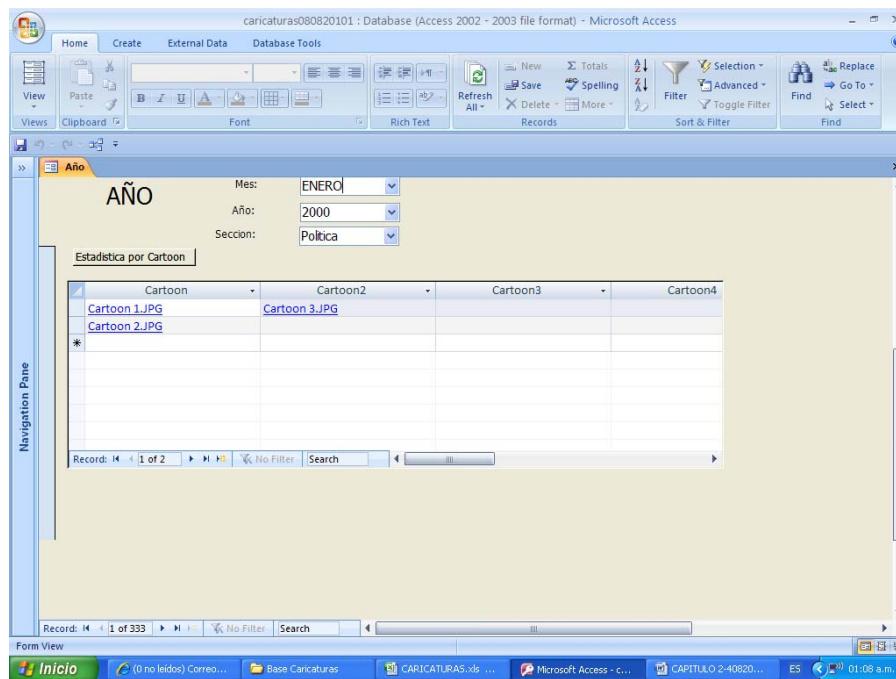 caricaturas080820101 : Database (Access 2002 - 2003 file format) - Microsoft Access
Home Create External Data Database Tools
View Paste B I U Refresh All New Save Delete Totals Spelling More Filter Selection Advanced Toggle Filter Find Replace Go To Select
Views Clipboard Font Rich Text Records Sort & Filter Find
Año
AÑO
Mes: ENERO
Año: 2000
Seccion: Politica
Estadistica por Cartoon
Cartoon Cartoon2 Cartoon3 Cartoon4
Cartoon 1.JPG Cartoon 3.JPG
Cartoon 2.JPG
Record: 1 of 2 No Filter Search
Navigation Pane
Record: 1 of 333 No Filter Search
Form View
Inicio (0 no leídos) Correo... Base Caricaturas CARICATURAS.xls ... Microsoft Access - c... CAPITULO 2-40820... ES 01:08 a.m.